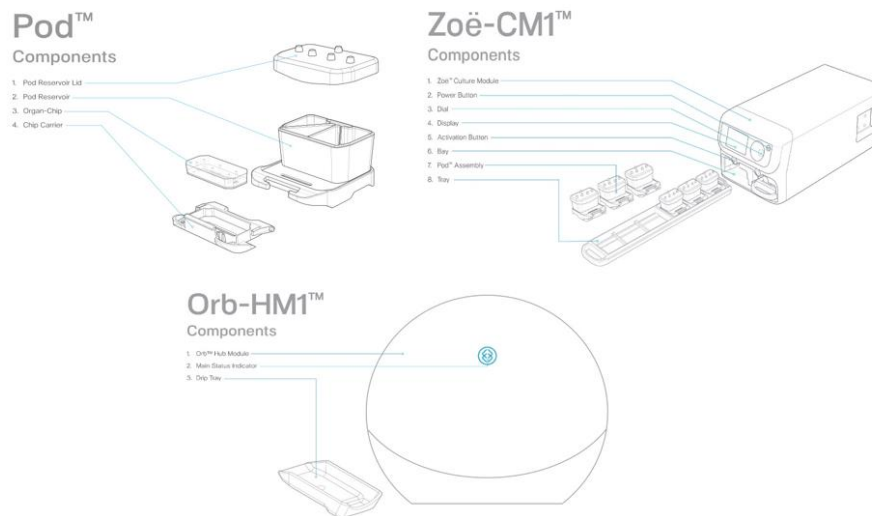 Pod™
Components
1. Pod Reservoir Lid
2. Pod Reservoir
3. Organ-Chip
4. Chip Carrier
Zoë-CM1™
Components
1. Zoë™ Culture Module
2. Power Button
3. Dial
4. Display
5. Activation Button
6. Bay
7. Pod™ Assembly
8. Tray
Orb-HM1™
Components
1. Orb™ Hub Module
2. Main Status Indicator
3. Drip Tray